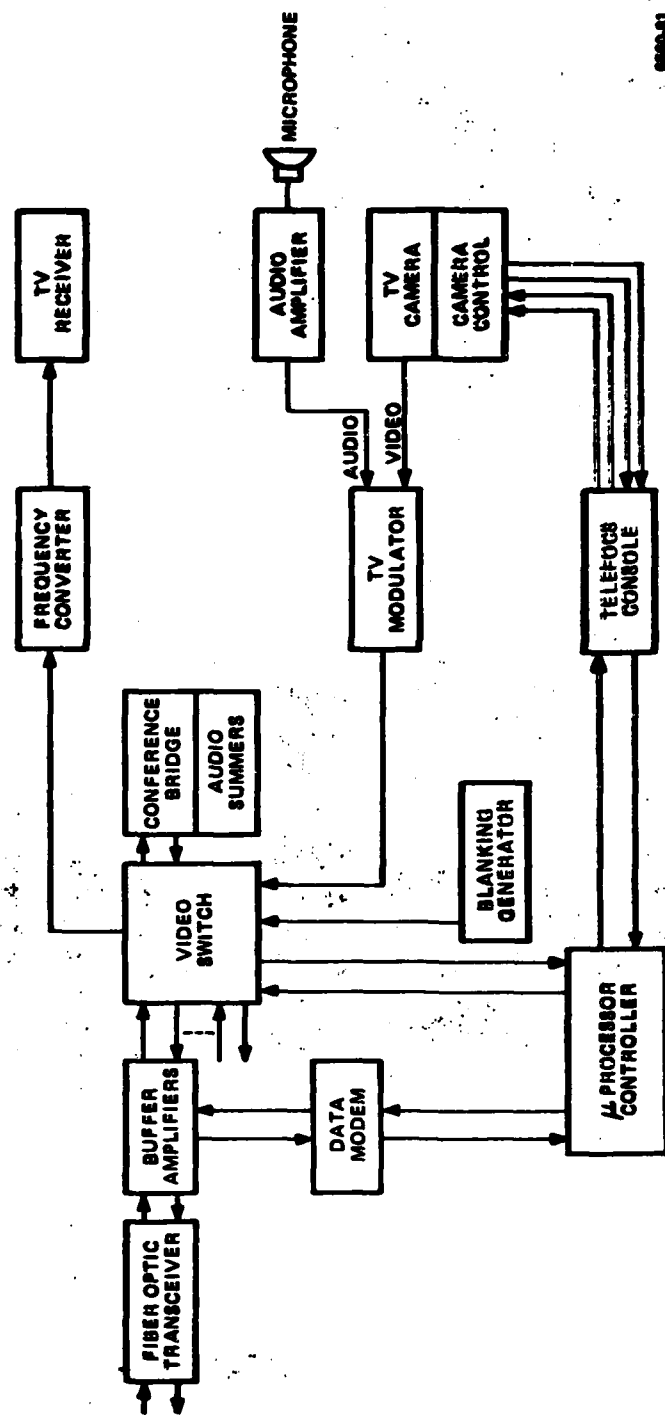 FIBER OPTIC
TRANSCEIVER
BUFFER
AMPLIFIERS
VIDEO
SWITCH
CONFERENCE
BRIDGE
AUDIO
SUMMERS
FREQUENCY
CONVERTER
TV
RECEIVER
DATA
MODEM
BLANKING
GENERATOR
TV
MODULATOR
AUDIO
VIDEO
AUDIO
AMPLIFIER
MICROPHONE
TV
CAMERA
CAMERA
CONTROL
μ PROCESSOR
CONTROLLER
TELEFOCS
CONSOLE